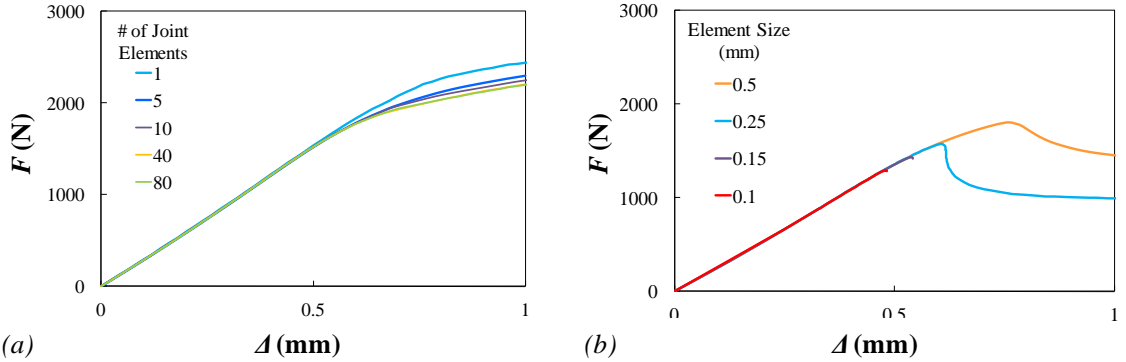 3000
2000
1000
0
F (N)
# of Joint
Elements
1
5
10
40
80
0
0.5
1
(a)
Δ (mm)
3000
2000
1000
0
F (N)
Element Size
(mm)
0.5
0.25
0.15
0.1
0
0.5
1
(b)
Δ (mm)